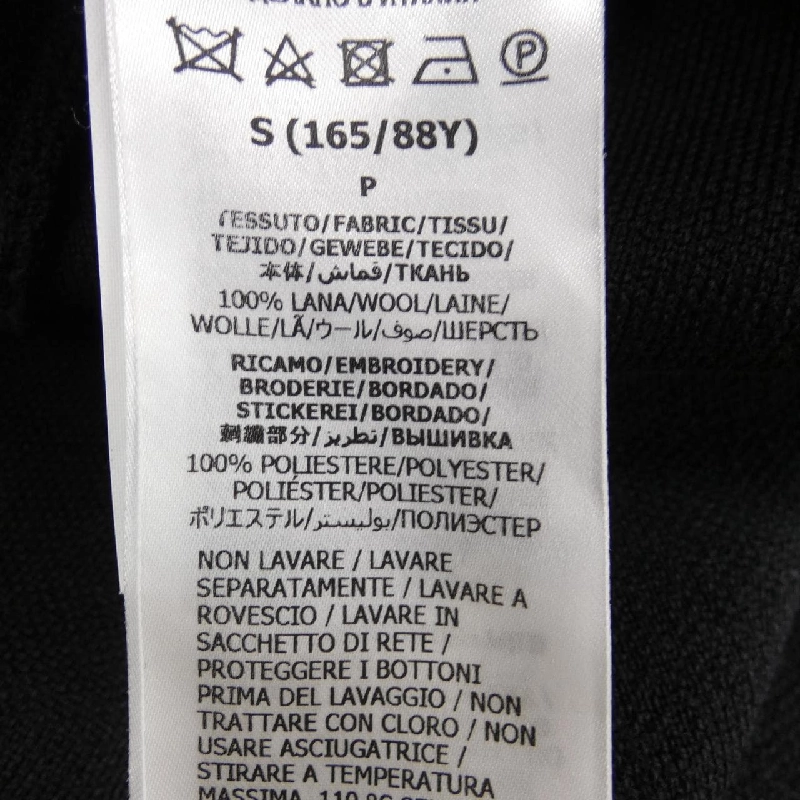 S (165/88Y)
P
TESSUTO/FABRIC/TISSU/
TEJIDO/GEWEBE/TECIDO/
本体/قماش/ТКАНЬ
100% LANA/WOOL/LAINE/
WOLLE/LÃ/ウール/صوف/ШЕРСТЬ
RICAMO/EMBROIDERY/
BRODERIE/BORDADO/
STICKEREI/BORDADO/
刺繍部分/تطريز/ВЫШИВКА
100% POLIESTERE/POLYESTER/
POLIÉSTER/POLIESTER/
ポリエステル/بوليستر/ПОЛИЭСТЕР
NON LAVARE / LAVARE
SEPARATAMENTE / LAVARE A
ROVESCIO / LAVARE IN
SACCHETTO DI RETE /
PROTEGGERE I BOTTONI
PRIMA DEL LAVAGGIO / NON
TRATTARE CON CLORO / NON
USARE ASCIUGATRICE /
STIRARE A TEMPERATURA
MASSIMA 110